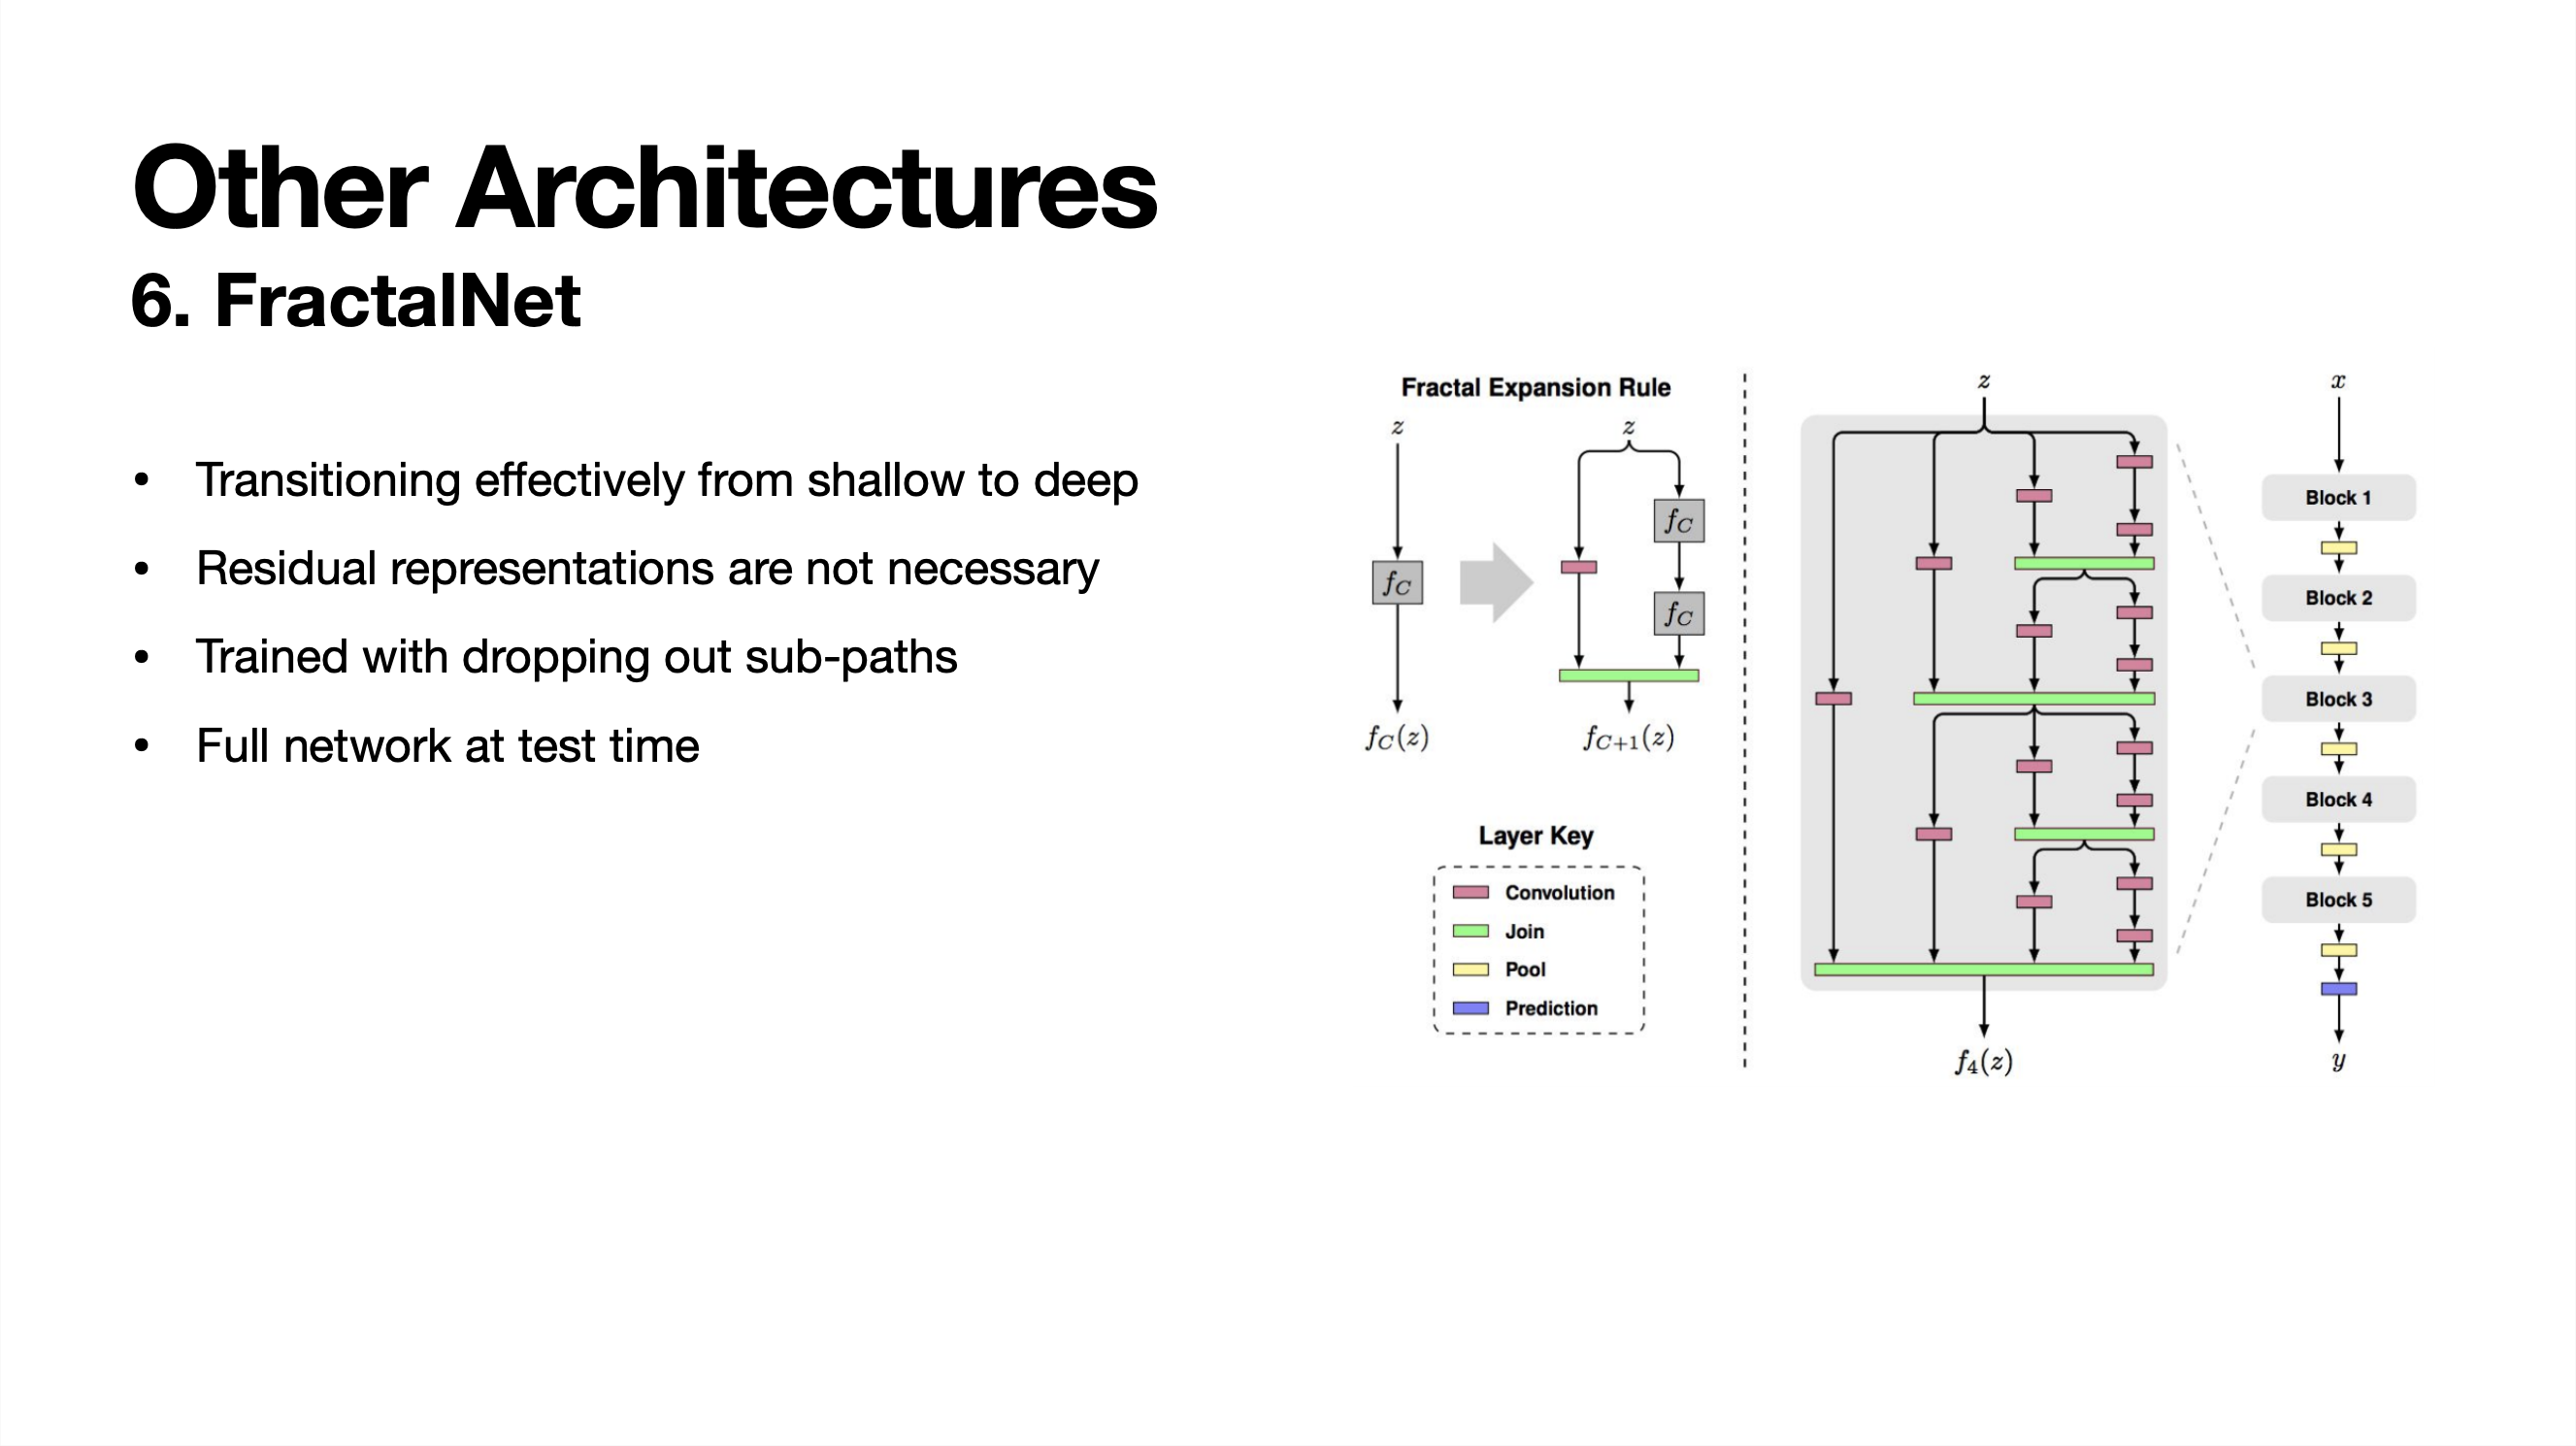 Other Architectures
6. FractalNet
• Transitioning effectively from shallow to deep
• Residual representations are not necessary
• Trained with dropping out sub-paths
• Full network at test time
Fractal Expansion Rule
z
z
f_C
f_C
f_C
f_C(z)
f_{C+1}(z)
Layer Key
Convolution
Join
Pool
Prediction
z
f_4(z)
x
Block 1
Block 2
Block 3
Block 4
Block 5
y